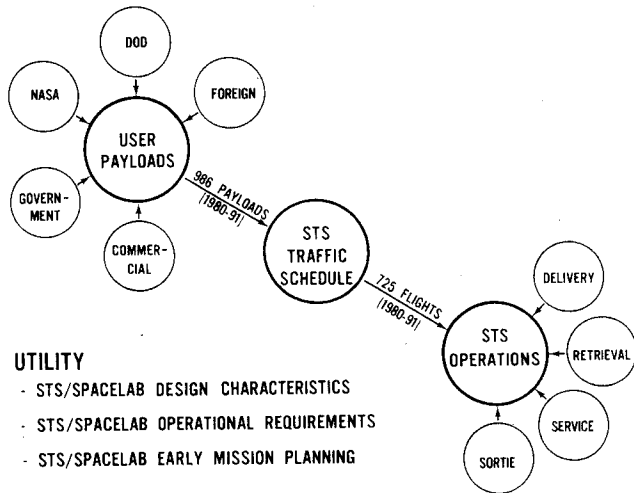 DOD
NASA
FOREIGN
USER
PAYLOADS
GOVERN-
MENT
COMMER-
CIAL
986 PAYLOADS
(1980-91)
STS
TRAFFIC
SCHEDULE
725 FLIGHTS
(1980-91)
DELIVERY
STS
OPERATIONS
RETRIEVAL
SERVICE
SORTIE
UTILITY
- STS/SPACELAB DESIGN CHARACTERISTICS
- STS/SPACELAB OPERATIONAL REQUIREMENTS
- STS/SPACELAB EARLY MISSION PLANNING